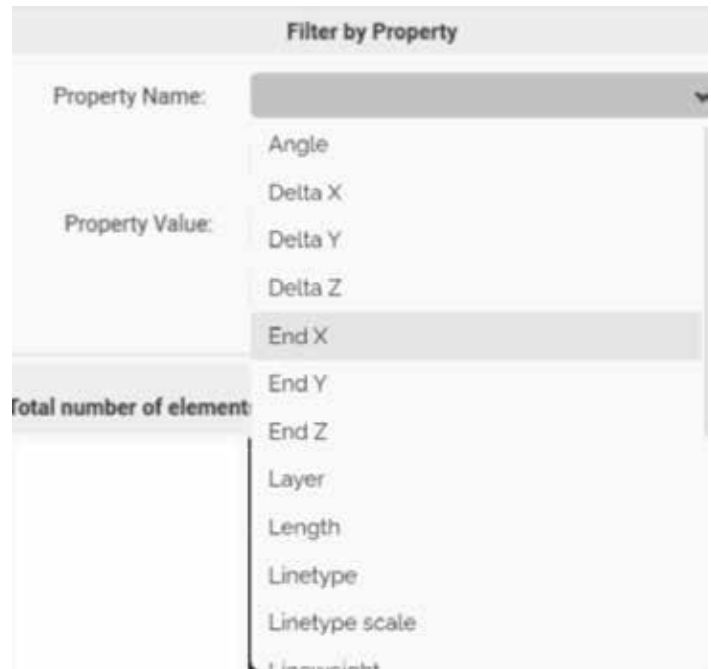 Filter by Property
Property Name:
Angle
Delta X
Property Value:
Delta Y
Delta Z
End X
End Y
Total number of element
End Z
Layer
Length
Linetype
Linetype scale
Lineweight